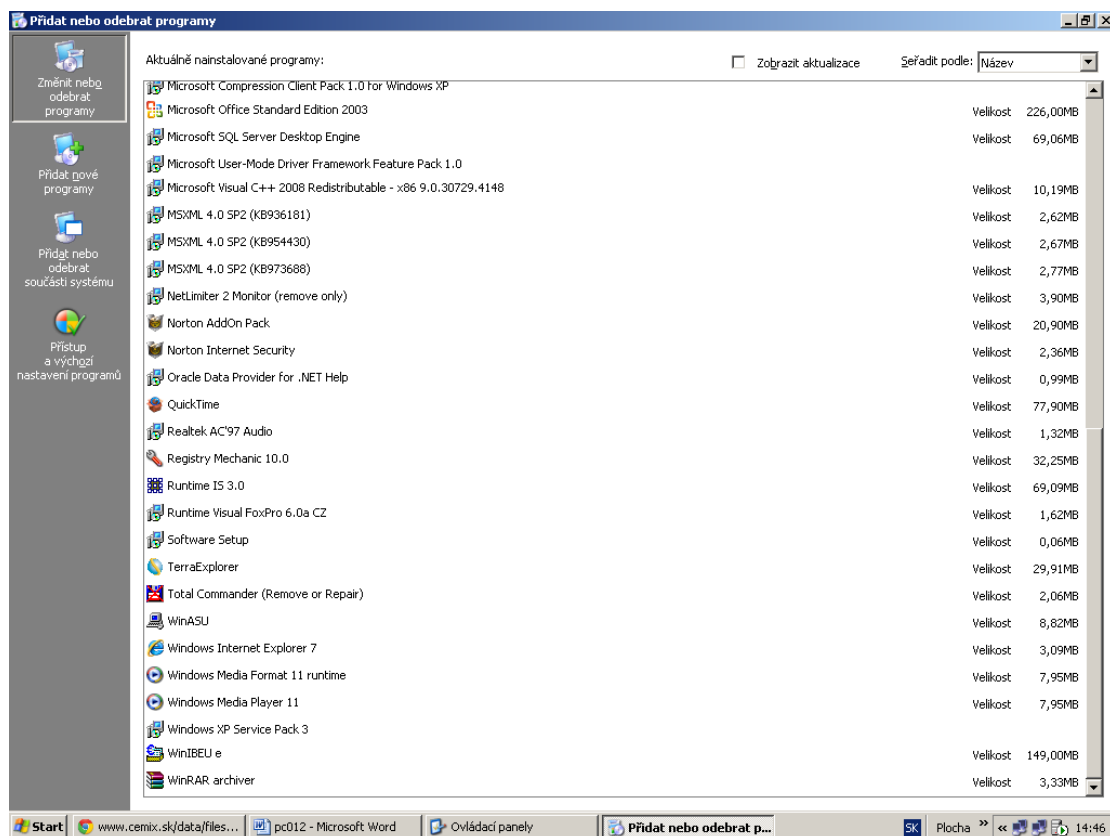 Přidat nebo odebrat programy
Změnit nebo
odebrat
programy
Přidat nové
programy
Přidat nebo
odebrat
součásti systému
Přístup
a výchozí
nastavení programů
Aktuálně nainstalované programy:
Zobrazit aktualizace
Seřadit podle: Název
Microsoft Compression Client Pack 1.0 for Windows XP
Microsoft Office Standard Edition 2003 Velikost 226,00MB
Microsoft SQL Server Desktop Engine Velikost 69,06MB
Microsoft User-Mode Driver Framework Feature Pack 1.0
Microsoft Visual C++ 2008 Redistributable - x86 9.0.30729.4148 Velikost 10,19MB
MSXML 4.0 SP2 (KB936181) Velikost 2,62MB
MSXML 4.0 SP2 (KB954430) Velikost 2,67MB
MSXML 4.0 SP2 (KB973688) Velikost 2,77MB
NetLimiter 2 Monitor (remove only) Velikost 3,90MB
Norton AddOn Pack Velikost 20,90MB
Norton Internet Security Velikost 2,36MB
Oracle Data Provider for .NET Help Velikost 0,99MB
QuickTime Velikost 77,90MB
Realtek AC'97 Audio Velikost 1,32MB
Registry Mechanic 10.0 Velikost 32,25MB
Runtime IS 3.0 Velikost 69,09MB
Runtime Visual FoxPro 6.0a CZ Velikost 1,62MB
Software Setup Velikost 0,06MB
TerraExplorer Velikost 29,91MB
Total Commander (Remove or Repair) Velikost 2,06MB
WinASU Velikost 8,82MB
Windows Internet Explorer 7 Velikost 3,09MB
Windows Media Format 11 runtime Velikost 7,95MB
Windows Media Player 11 Velikost 7,95MB
Windows XP Service Pack 3
WinIBEU e Velikost 149,00MB
WinRAR archiver Velikost 3,33MB
Start www.cemix.sk/data/files... pc012 - Microsoft Word Ovládací panely Přidat nebo odebrat p... SK Plocha » « 14:46